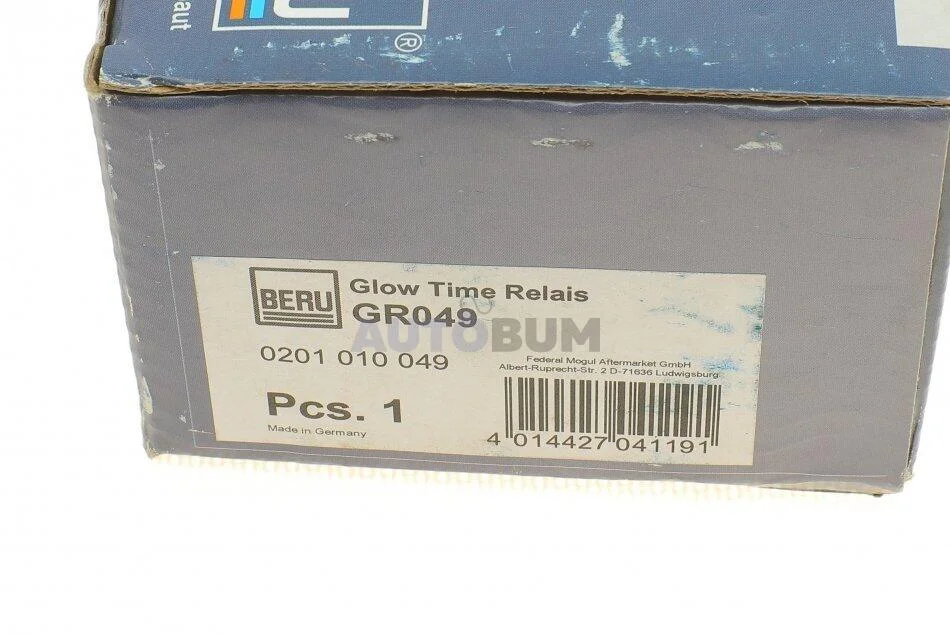 aut
®
BERU
Glow Time Relais
GR049
AUTOBUM
0201 010 049
Federal Mogul Aftermarket GmbH
Albert-Ruprecht-Str. 2 D-71636 Ludwigsburg
Pcs. 1
Made in Germany
4 014427 041191